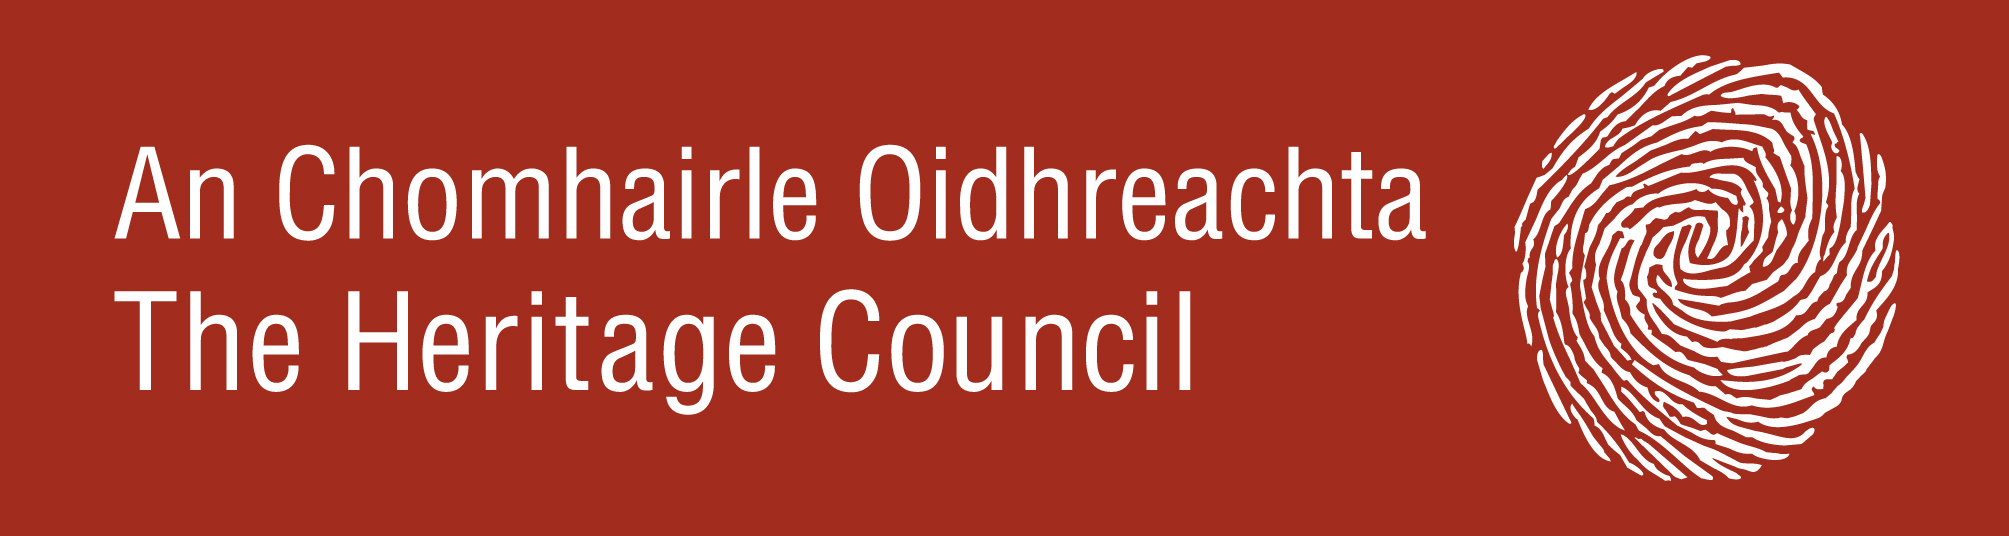 An Chomhairle Oidhreachta
The Heritage Council